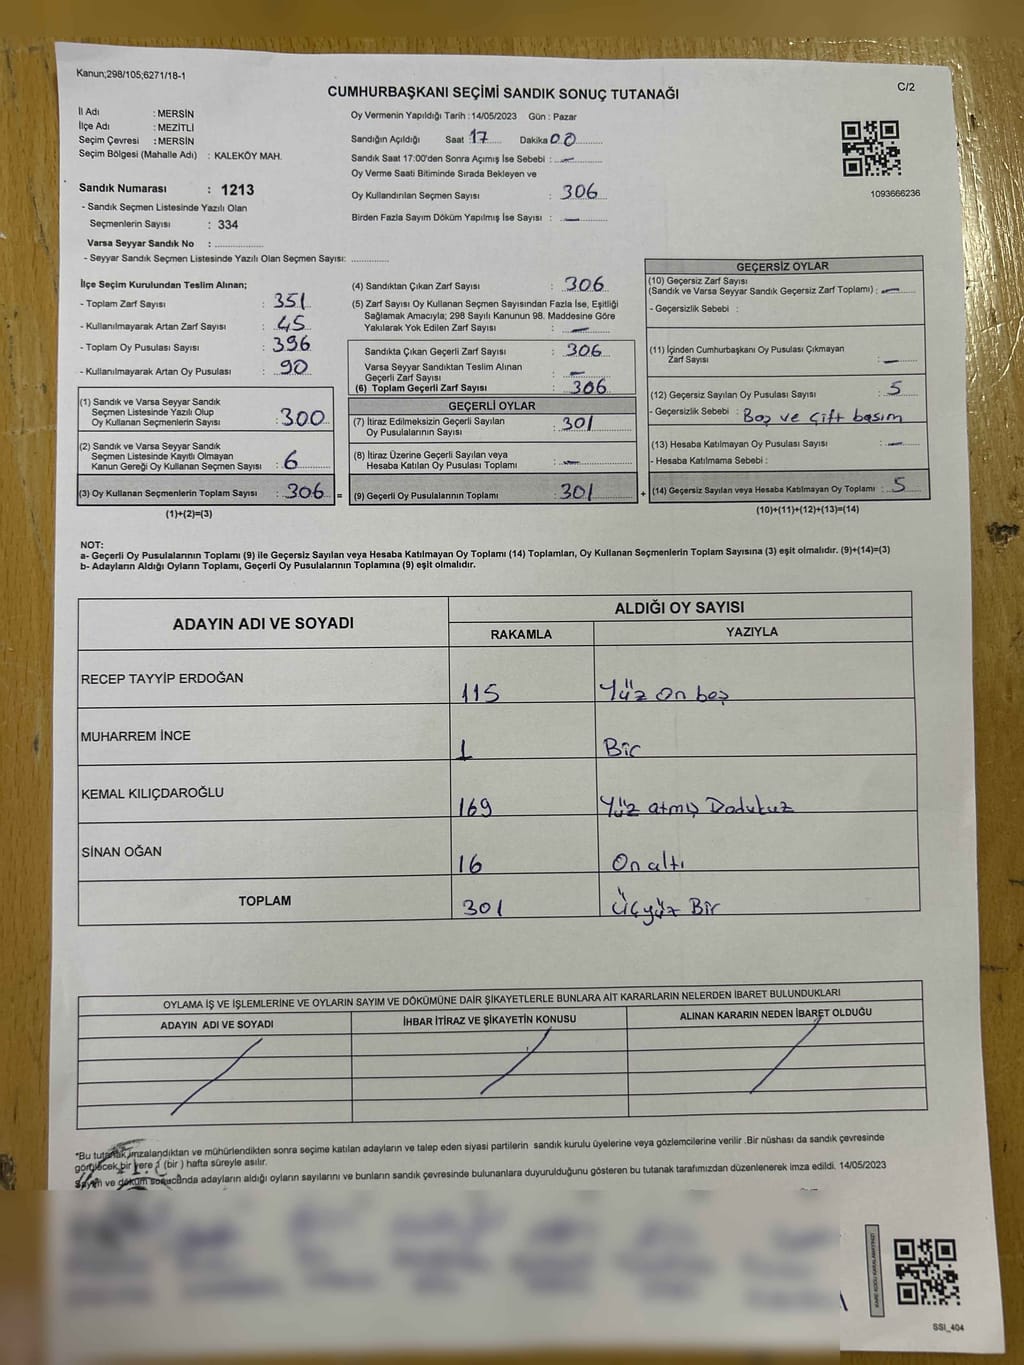 Kanun;298/105;6271/18-1
C/2
CUMHURBAŞKANI SEÇİMİ SANDIK SONUÇ TUTANAĞI
İl Adı : MERSİN
İlçe Adı : MEZİTLİ
Seçim Çevresi : MERSİN
Seçim Bölgesi (Mahalle Adı) : KALEKÖY MAH.
Sandık Numarası : 1213
- Sandık Seçmen Listesinde Yazılı Olan
Seçmenlerin Sayısı : 334
Varsa Seyyar Sandık No :
- Seyyar Sandık Seçmen Listesinde Yazılı Olan Seçmen Sayısı:
Oy Vermenin Yapıldığı Tarih : 14/05/2023 Gün : Pazar
Sandığın Açıldığı Saat 17 Dakika 00
Sandık Saat 17:00'den Sonra Açımış İse Sebebi : —
Oy Verme Saati Bitiminde Sırada Bekleyen ve
Oy Kullandırılan Seçmen Sayısı : 306
Birden Fazla Sayım Döküm Yapılmış İse Sayısı : —
1093666236
İlçe Seçim Kurulundan Teslim Alınan;
- Toplam Zarf Sayısı : 351
- Kullanılmayarak Artan Zarf Sayısı : 45
- Toplam Oy Pusulası Sayısı : 396
- Kullanılmayarak Artan Oy Pusulası : 90
(1) Sandık ve Varsa Seyyar Sandık
Seçmen Listesinde Yazılı Olup
Oy Kullanan Seçmenlerin Sayısı : 300
(2) Sandık ve Varsa Seyyar Sandık
Seçmen Listesinde Kayıtlı Olmayan
Kanun Gereği Oy Kullanan Seçmen Sayısı : 6
(3) Oy Kullanan Seçmenlerin Toplam Sayısı : 306 =
(1)+(2)=(3)
(4) Sandıktan Çıkan Zarf Sayısı : 306
(5) Zarf Sayısı Oy Kullanan Seçmen Sayısından Fazla İse, Eşitliği
Sağlamak Amacıyla; 298 Sayılı Kanunun 98. Maddesine Göre
Yakılarak Yok Edilen Zarf Sayısı : —
Sandıkta Çıkan Geçerli Zarf Sayısı : 306
Varsa Seyyar Sandıktan Teslim Alınan
Geçerli Zarf Sayısı : —
(6) Toplam Geçerli Zarf Sayısı : 306
GEÇERLİ OYLAR
(7) İtiraz Edilmeksizin Geçerli Sayılan
Oy Pusulalarının Sayısı : 301
(8) İtiraz Üzerine Geçerli Sayılan veya
Hesaba Katılan Oy Pusulası Toplamı : —
(9) Geçerli Oy Pusulalarının Toplamı : 301 +
GEÇERSİZ OYLAR
(10) Geçersiz Zarf Sayısı
(Sandık ve Varsa Seyyar Sandık Geçersiz Zarf Toplamı) : —
- Geçersizlik Sebebi :
(11) İçinden Cumhurbaşkanı Oy Pusulası Çıkmayan
Zarf Sayısı : —
(12) Geçersiz Sayılan Oy Pusulası Sayısı : 5
- Geçersizlik Sebebi : Boş ve Çift basım
(13) Hesaba Katılmayan Oy Pusulası Sayısı : —
- Hesaba Katılmama Sebebi :
(14) Geçersiz Sayılan veya Hesaba Katılmayan Oy Toplamı : 5
(10)+(11)+(12)+(13)=(14)
NOT:
a- Geçerli Oy Pusulalarının Toplamı (9) ile Geçersiz Sayılan veya Hesaba Katılmayan Oy Toplamı (14) Toplamları, Oy Kullanan Seçmenlerin Toplam Sayısına (3) eşit olmalıdır. (9)+(14)=(3)
b- Adayların Aldığı Oyların Toplamı, Geçerli Oy Pusulalarının Toplamına (9) eşit olmalıdır.
ADAYIN ADI VE SOYADI ALDIĞI OY SAYISI
RAKAMLA YAZIYLA
RECEP TAYYİP ERDOĞAN 115 Yüz on beş
MUHARREM İNCE 1 Bir
KEMAL KILIÇDAROĞLU 169 Yüz atmış Dodukuz
SİNAN OĞAN 16 On altı
TOPLAM 301 Üçyüz Bir
OYLAMA İŞ VE İŞLEMLERİNE VE OYLARIN SAYIM VE DÖKÜMÜNE DAİR ŞİKAYETLERLE BUNLARA AİT KARARLARIN NELERDEN İBARET BULUNDUKLARI
ADAYIN ADI VE SOYADI İHBAR İTİRAZ VE ŞİKAYETİN KONUSU ALINAN KARARIN NEDEN İBARET OLDUĞU
*Bu tutanak imzalandıktan ve mühürlendikten sonra seçime katılan adayların ve talep eden siyasi partilerin sandık kurulu üyelerine veya gözlemcilerine verilir .Bir nüshası da sandık çevresinde
görülecek bir yere 1 (bir ) hafta süreyle asılır.
Sayım ve döküm sonucunda adayların aldığı oyların sayılarını ve bunların sandık çevresinde bulunanlara duyurulduğunu gösteren bu tutanak tarafımızdan düzenlenerek imza edildi. 14/05/2023
SSI_404